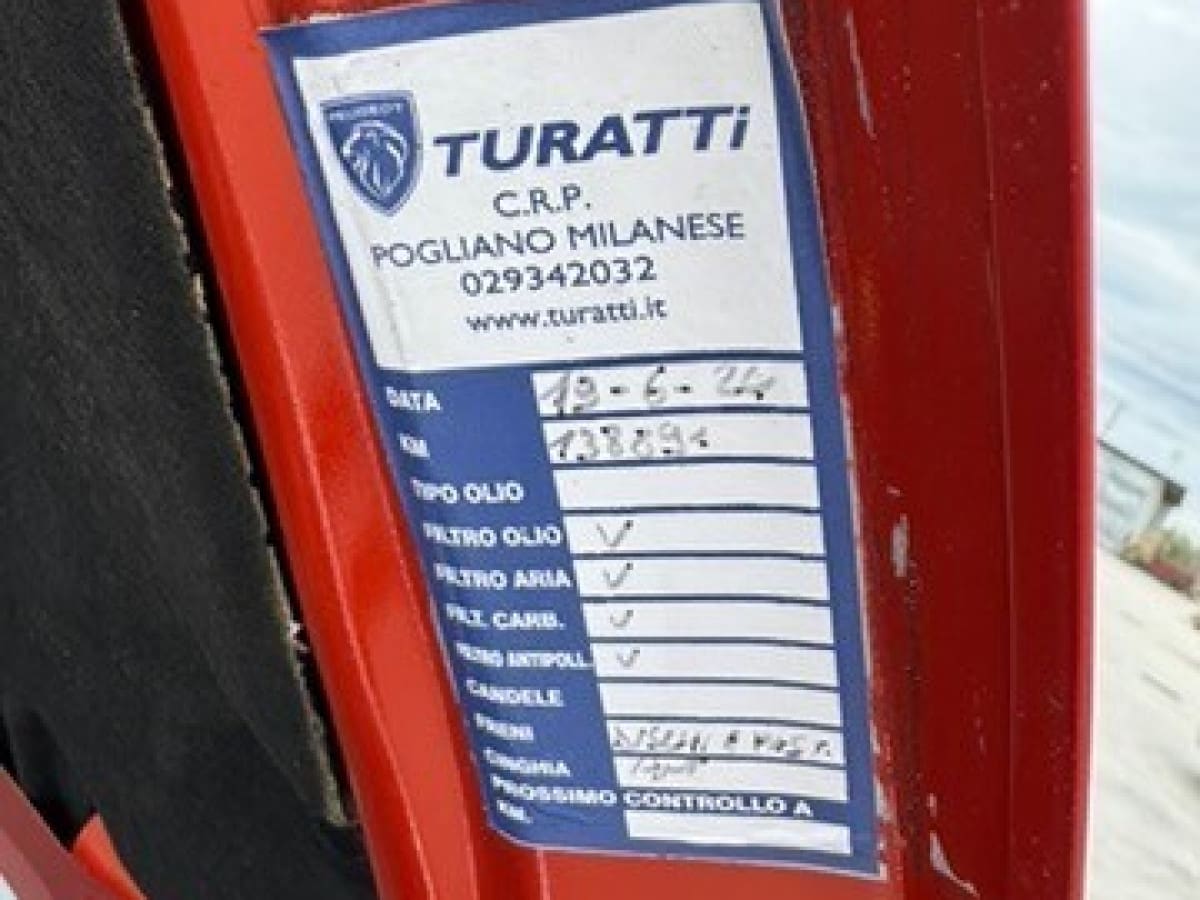 PEUGEOT
TURATTi
C.R.P.
POGLIANO MILANESE
029342032
www.turatti.it
DATA 19-6-24
KM 138891
TIPO OLIO
FILTRO OLIO V
FILTRO ARIA V
FILT. CARB. V
FILTRO ANTIPOLL. V
CANDELE
FRENI DISCHI
CINGHIA
PROSSIMO CONTROLLO A
KM.